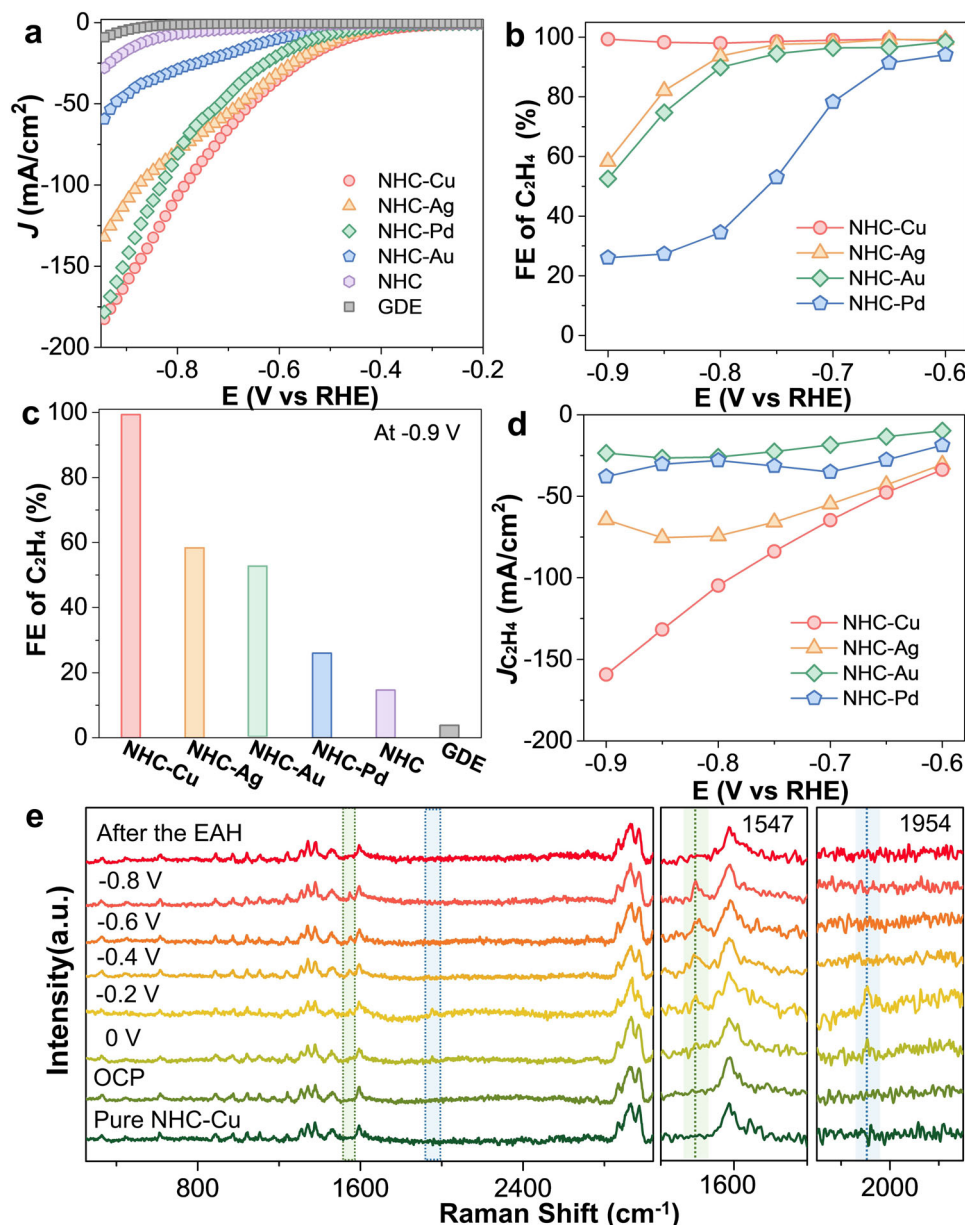 a
0
-50
-100
-150
-200
J (mA/cm²)
-0.8
-0.6
-0.4
-0.2
E (V vs RHE)
NHC-Cu
NHC-Ag
NHC-Pd
NHC-Au
NHC
GDE
b
100
80
60
40
20
0
FE of C₂H₄ (%)
-0.9
-0.8
-0.7
-0.6
E (V vs RHE)
NHC-Cu
NHC-Ag
NHC-Au
NHC-Pd
c
At -0.9 V
100
80
60
40
20
0
FE of C₂H₄ (%)
NHC-Cu
NHC-Ag
NHC-Au
NHC-Pd
NHC
GDE
d
0
-50
-100
-150
-200
J C₂H₄ (mA/cm²)
-0.9
-0.8
-0.7
-0.6
E (V vs RHE)
NHC-Cu
NHC-Ag
NHC-Au
NHC-Pd
e
After the EAH
-0.8 V
-0.6 V
-0.4 V
-0.2 V
0 V
OCP
Pure NHC-Cu
1547
1954
Intensity(a.u.)
800
1600
2400
1600
2000
Raman Shift (cm⁻¹)